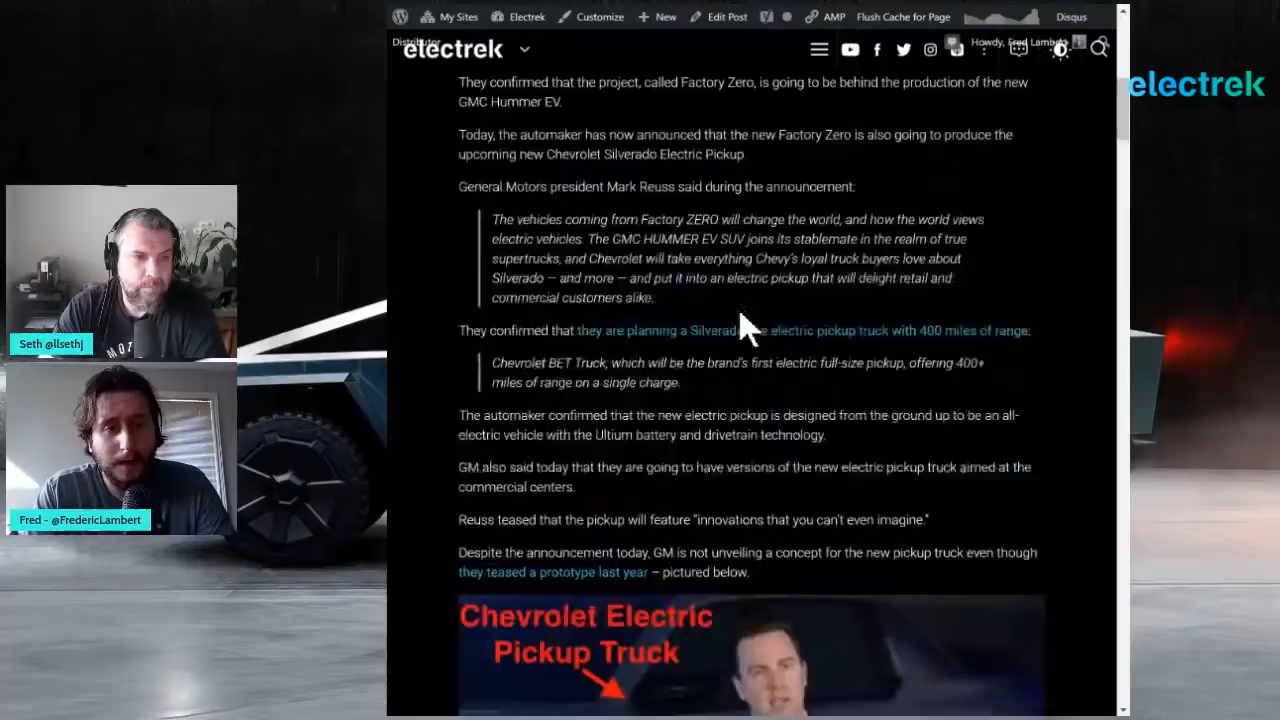 My Sites Electrek Customize New Edit Post AMP Flush Cache for Page Disqus
Howdy, Fred Lambert
electrek
electrek
They confirmed that the project, called Factory Zero, is going to be behind the production of the new
GMC Hummer EV.
Today, the automaker has now announced that the new Factory Zero is also going to produce the
upcoming new Chevrolet Silverado Electric Pickup
General Motors president Mark Reuss said during the announcement:
The vehicles coming from Factory ZERO will change the world, and how the world views
electric vehicles. The GMC HUMMER EV SUV joins its stablemate in the realm of true
supertrucks, and Chevrolet will take everything Chevy's loyal truck buyers love about
Silverado — and more — and put it into an electric pickup that will delight retail and
commercial customers alike.
They confirmed that they are planning a Silverado electric pickup truck with 400 miles of range:
Chevrolet BET Truck, which will be the brand's first electric full-size pickup, offering 400+
miles of range on a single charge.
The automaker confirmed that the new electric pickup is designed from the ground up to be an all-
electric vehicle with the Ultium battery and drivetrain technology.
GM also said today that they are going to have versions of the new electric pickup truck aimed at the
commercial centers.
Reuss teased that the pickup will feature "innovations that you can't even imagine."
Despite the announcement today, GM is not unveiling a concept for the new pickup truck even though
they teased a prototype last year – pictured below.
Chevrolet Electric
Pickup Truck
Seth @llsethj
Fred - @FredericLambert